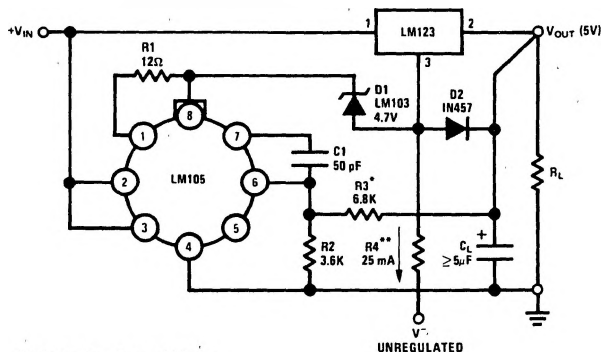 +VIN
1
LM123
2
VOUT (5V)
3
R1
12Ω
8
D1
LM103
4.7V
D2
IN457
1
7
C1
50 pF
LM105
2
6
R3*
6.8K
RL
3
5
4
R2
3.6K
R4**
25 mA
+
CL
≥5μF
V−
UNREGULATED